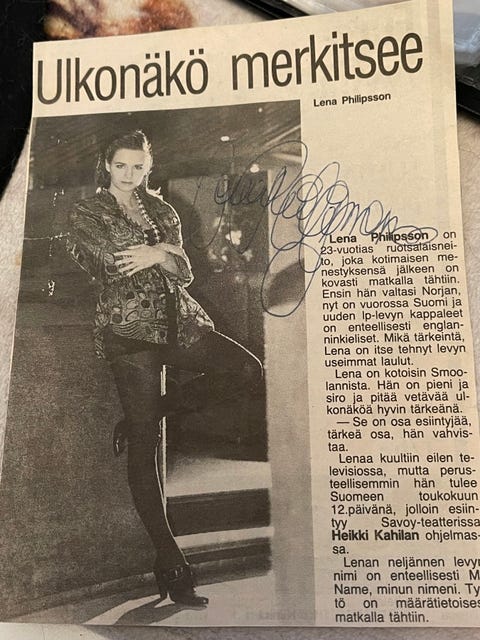 Ulkonäkö merkitsee
Lena Philipsson
Lena Philipsson on
23-vuotias ruotsalaisnei-
to, joka kotimaisen me-
nestyksensä jälkeen on
kovasti matkalla tähtiin.
Ensin hän valtasi Norjan,
nyt on vuorossa Suomi ja
uuden lp-levyn kappaleet
on enteellisesti englan-
ninkieliset. Mikä tärkeintä,
Lena on itse tehnyt levyn
useimmat laulut.
Lena on kotoisin Smoo-
lannista. Hän on pieni ja
siro ja pitää vetävää ul-
konäköä hyvin tärkeänä.
— Se on osa esiintyjää,
tärkeä osa, hän vahvis-
taa.
Lenaa kuultiin eilen te-
levisiossa, mutta perus-
teellisemmin hän tulee
Suomeen toukokuun
12.päivänä, jolloin esiin-
tyy Savoy-teatterissa
Heikki Kahilan ohjelmas-
sa.
Lenan neljännen levyn
nimi on enteellisesti M
Name, minun nimeni. Ty
tö on määrätietoises
matkalla tähtiin.